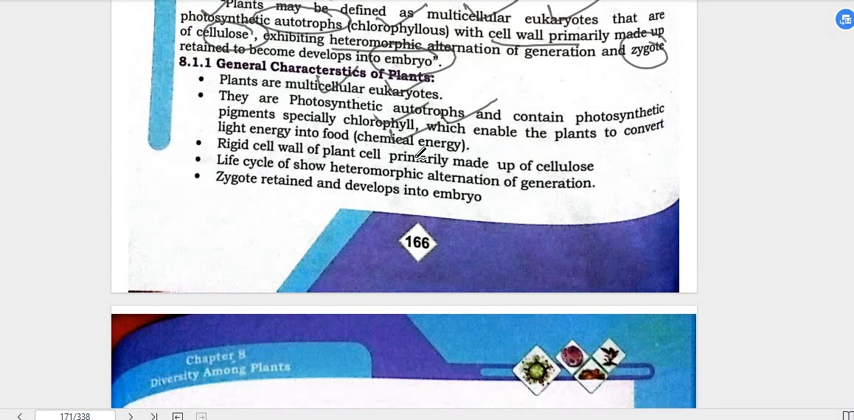 Plants may be defined as multicellular eukaryotes that are
photosynthetic autotrophs (chlorophyllous) with cell wall primarily made up
of cellulose , exhibiting heteromorphic alternation of generation and zygote
retained to become develops into embryo".
8.1.1 General Characterstics of Plants:
• Plants are multicellular eukaryotes.
• They are Photosynthetic autotrophs and contain photosynthetic
pigments specially chlorophyll, which enable the plants to convert
light energy into food (chemical energy).
• Rigid cell wall of plant cell primarily made up of cellulose
• Life cycle of show heteromorphic alternation of generation.
• Zygote retained and develops into embryo
166
Chapter 8
Diversity Among Plants
171/338